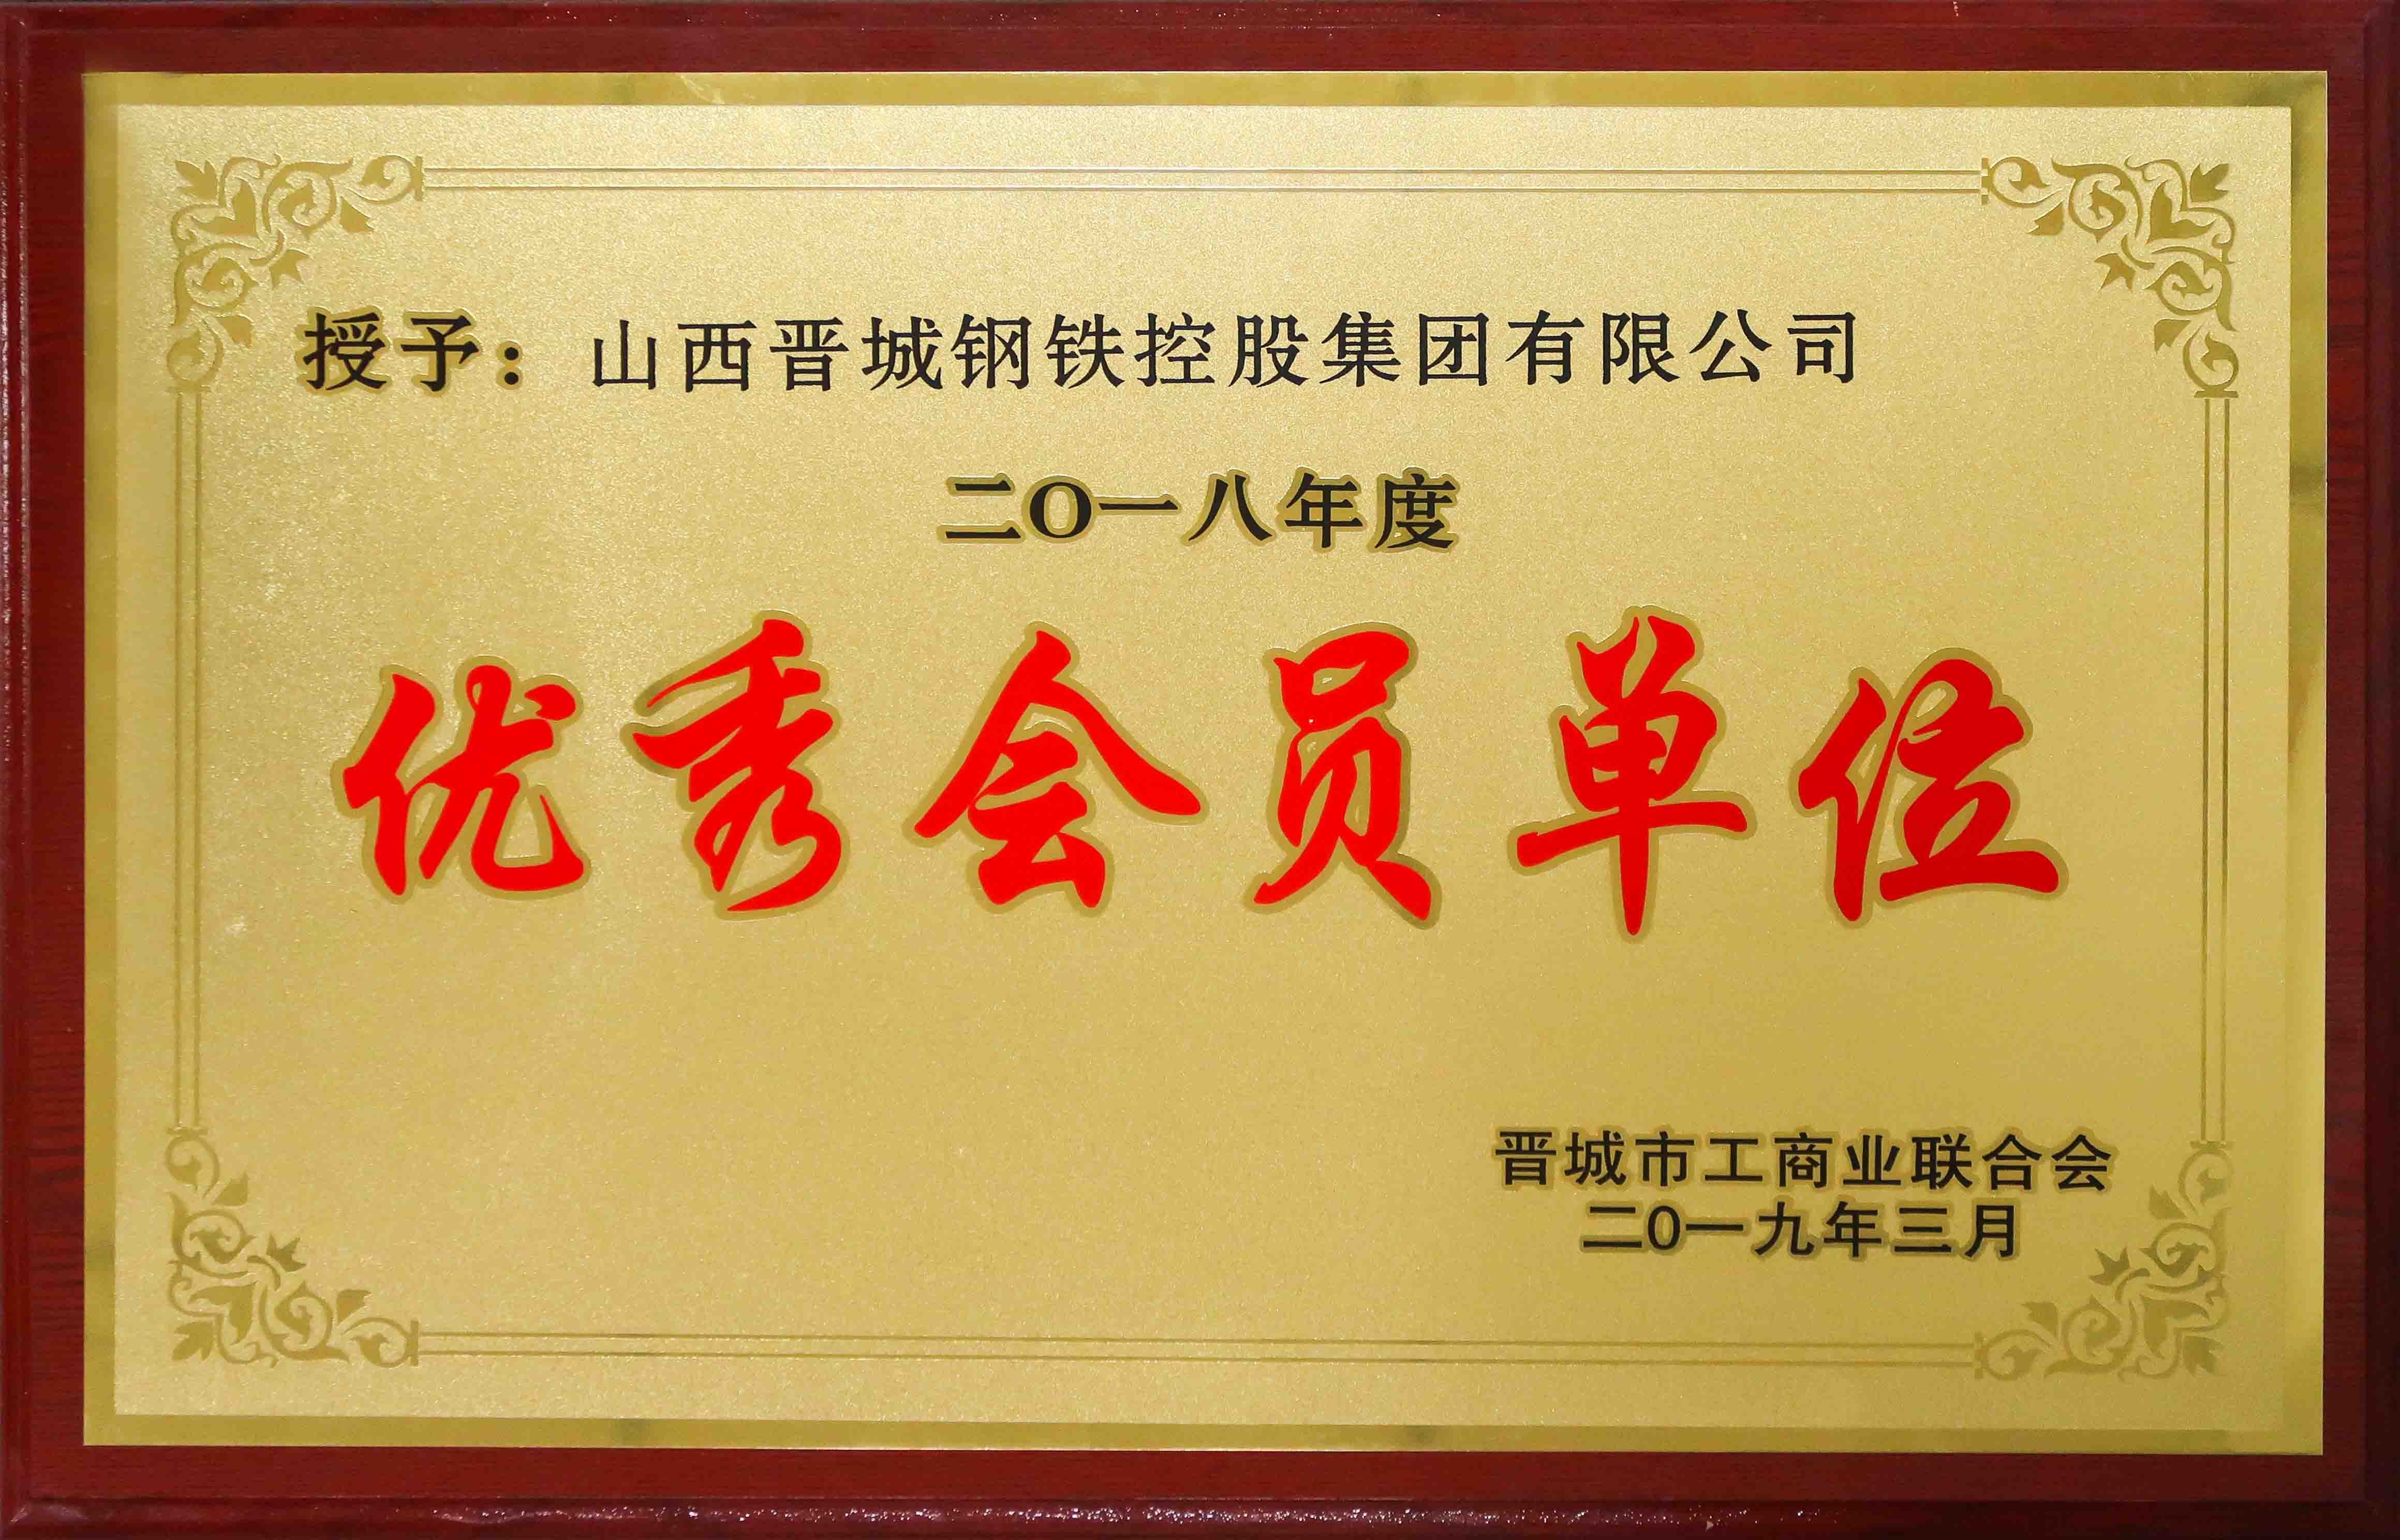 授予：山西晋城钢铁控股集团有限公司
二O一八年度
优秀会员单位
晋城市工商业联合会
二O一九年三月